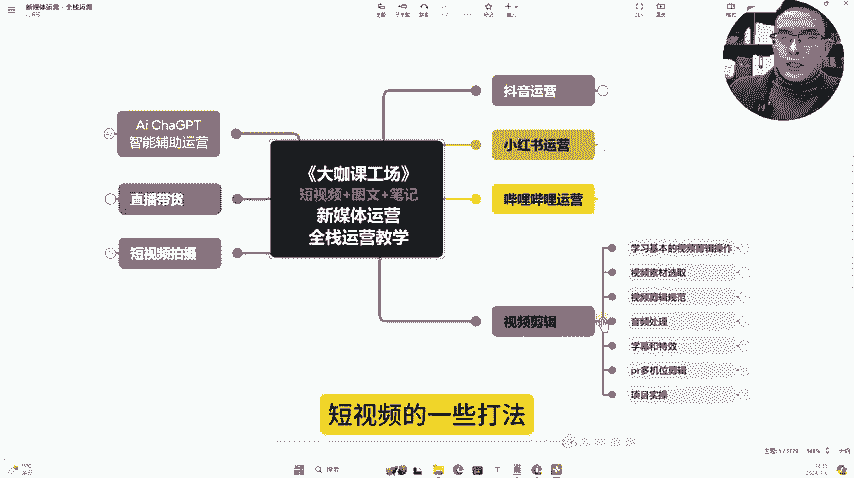 新媒体运营·全栈运营
抖音运营
Ai ChaGPT
智能辅助运营
小红书运营
《大咖课工场》
短视频+图文+笔记
新媒体运营
全栈运营教学
直播带货
哔哩哔哩运营
短视频拍摄
学习基本的视频剪辑操作
视频素材选取
视频剪辑规范
视频剪辑
音频处理
字幕和特效
pr多机位剪辑
项目实操
短视频的一些打法
搜索